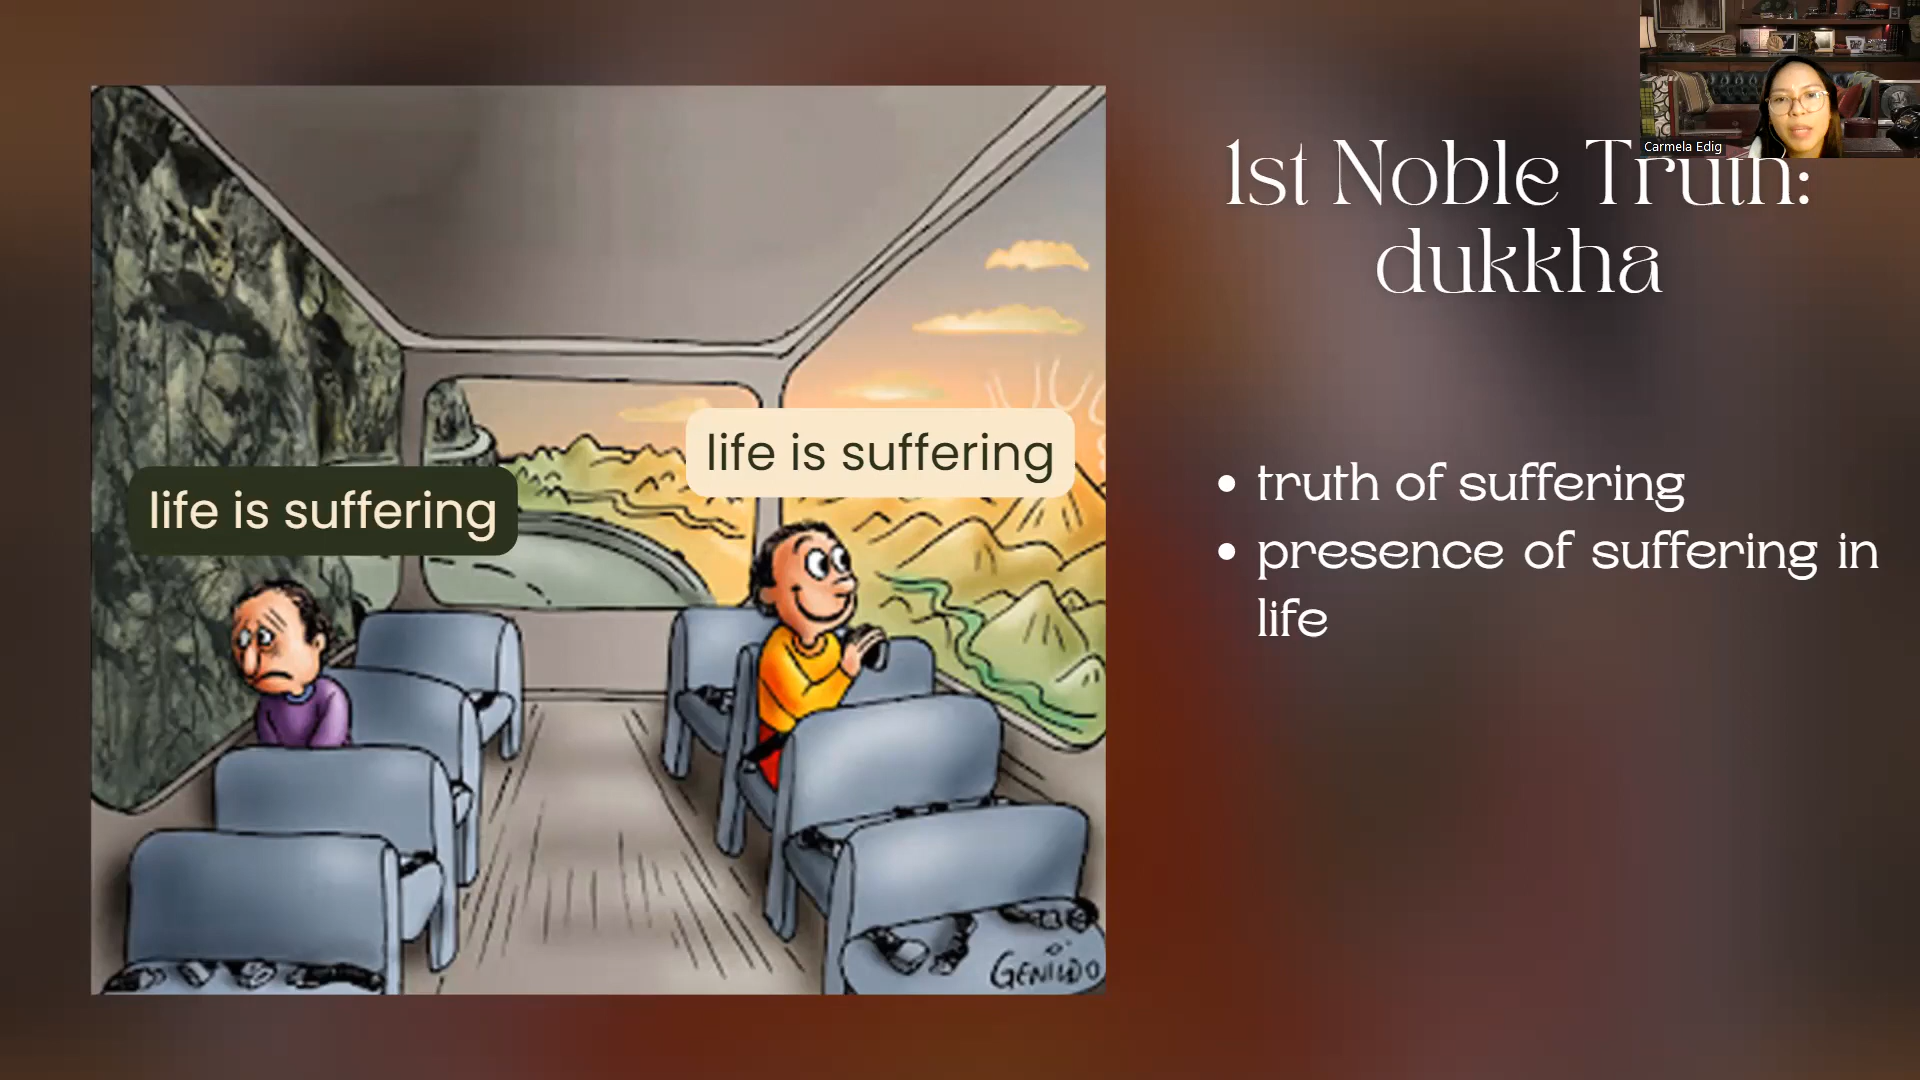 Carmela Edig
1st Noble Truth:
dukkha
life is suffering
life is suffering
• truth of suffering
• presence of suffering in
life
GENILDO